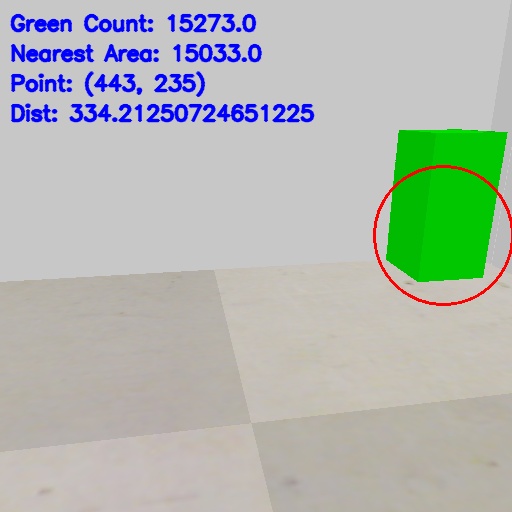 Green Count: 15273.0
Nearest Area: 15033.0
Point: (443, 235)
Dist: 334.21250724651225